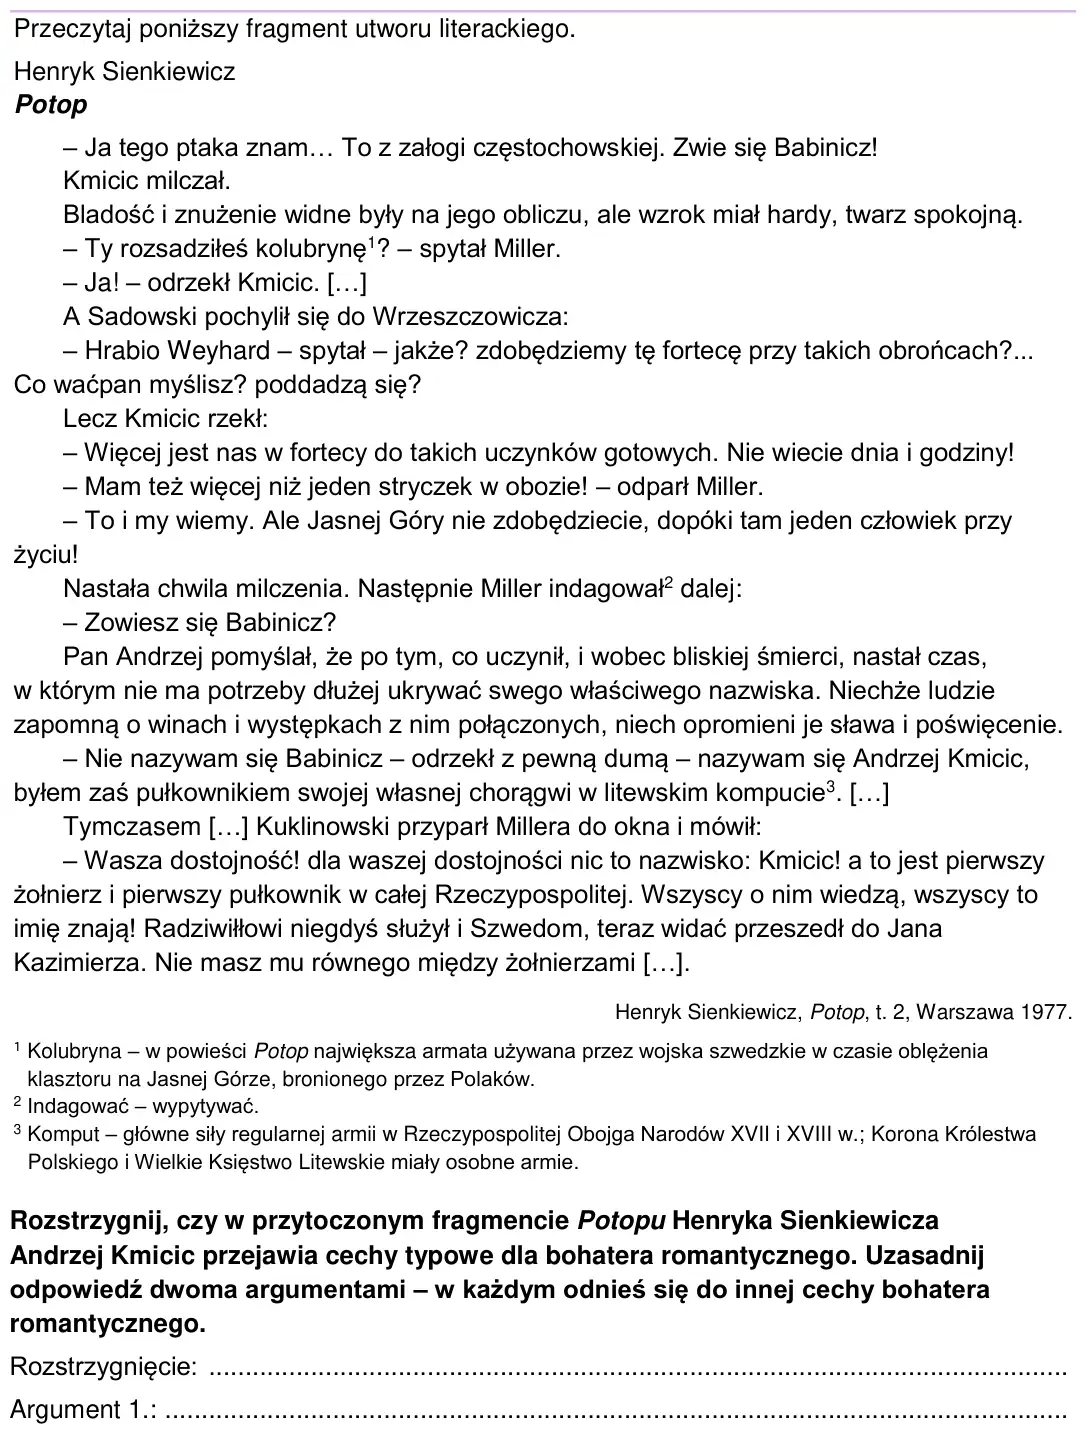 Przeczytaj poniższy fragment utworu literackiego.
Henryk Sienkiewicz
Potop
– Ja tego ptaka znam… To z załogi częstochowskiej. Zwie się Babinicz!
Kmicic milczał.
Bladość i znużenie widne były na jego obliczu, ale wzrok miał hardy, twarz spokojną.
– Ty rozsadziłeś kolubrynę¹? – spytał Miller.
– Ja! – odrzekł Kmicic. […]
A Sadowski pochylił się do Wrzeszczowicza:
– Hrabio Weyhard – spytał – jakże? zdobędziemy tę fortecę przy takich obrońcach?...
Co waćpan myślisz? poddadzą się?
Lecz Kmicic rzekł:
– Więcej jest nas w fortecy do takich uczynków gotowych. Nie wiecie dnia i godziny!
– Mam też więcej niż jeden stryczek w obozie! – odparł Miller.
– To i my wiemy. Ale Jasnej Góry nie zdobędziecie, dopóki tam jeden człowiek przy
życiu!
Nastała chwila milczenia. Następnie Miller indagował² dalej:
– Zowiesz się Babinicz?
Pan Andrzej pomyślał, że po tym, co uczynił, i wobec bliskiej śmierci, nastał czas,
w którym nie ma potrzeby dłużej ukrywać swego właściwego nazwiska. Niechże ludzie
zapomną o winach i występkach z nim połączonych, niech opromieni je sława i poświęcenie.
– Nie nazywam się Babinicz – odrzekł z pewną dumą – nazywam się Andrzej Kmicic,
byłem zaś pułkownikiem swojej własnej chorągwi w litewskim kompucie³. […]
Tymczasem […] Kuklinowski przyparł Millera do okna i mówił:
– Wasza dostojność! dla waszej dostojności nic to nazwisko: Kmicic! a to jest pierwszy
żołnierz i pierwszy pułkownik w całej Rzeczypospolitej. Wszyscy o nim wiedzą, wszyscy to
imię znają! Radziwiłłowi niegdyś służył i Szwedom, teraz widać przeszedł do Jana
Kazimierza. Nie masz mu równego między żołnierzami […].
Henryk Sienkiewicz, Potop, t. 2, Warszawa 1977.
¹ Kolubryna – w powieści Potop największa armata używana przez wojska szwedzkie w czasie oblężenia
klasztoru na Jasnej Górze, bronionego przez Polaków.
² Indagować – wypytywać.
³ Komput – główne siły regularnej armii w Rzeczypospolitej Obojga Narodów XVII i XVIII w.; Korona Królestwa
Polskiego i Wielkie Księstwo Litewskie miały osobne armie.
Rozstrzygnij, czy w przytoczonym fragmencie Potopu Henryka Sienkiewicza
Andrzej Kmicic przejawia cechy typowe dla bohatera romantycznego. Uzasadnij
odpowiedź dwoma argumentami – w każdym odnieś się do innej cechy bohatera
romantycznego.
Rozstrzygnięcie: ........................................................................................................................
Argument 1.: ..............................................................................................................................